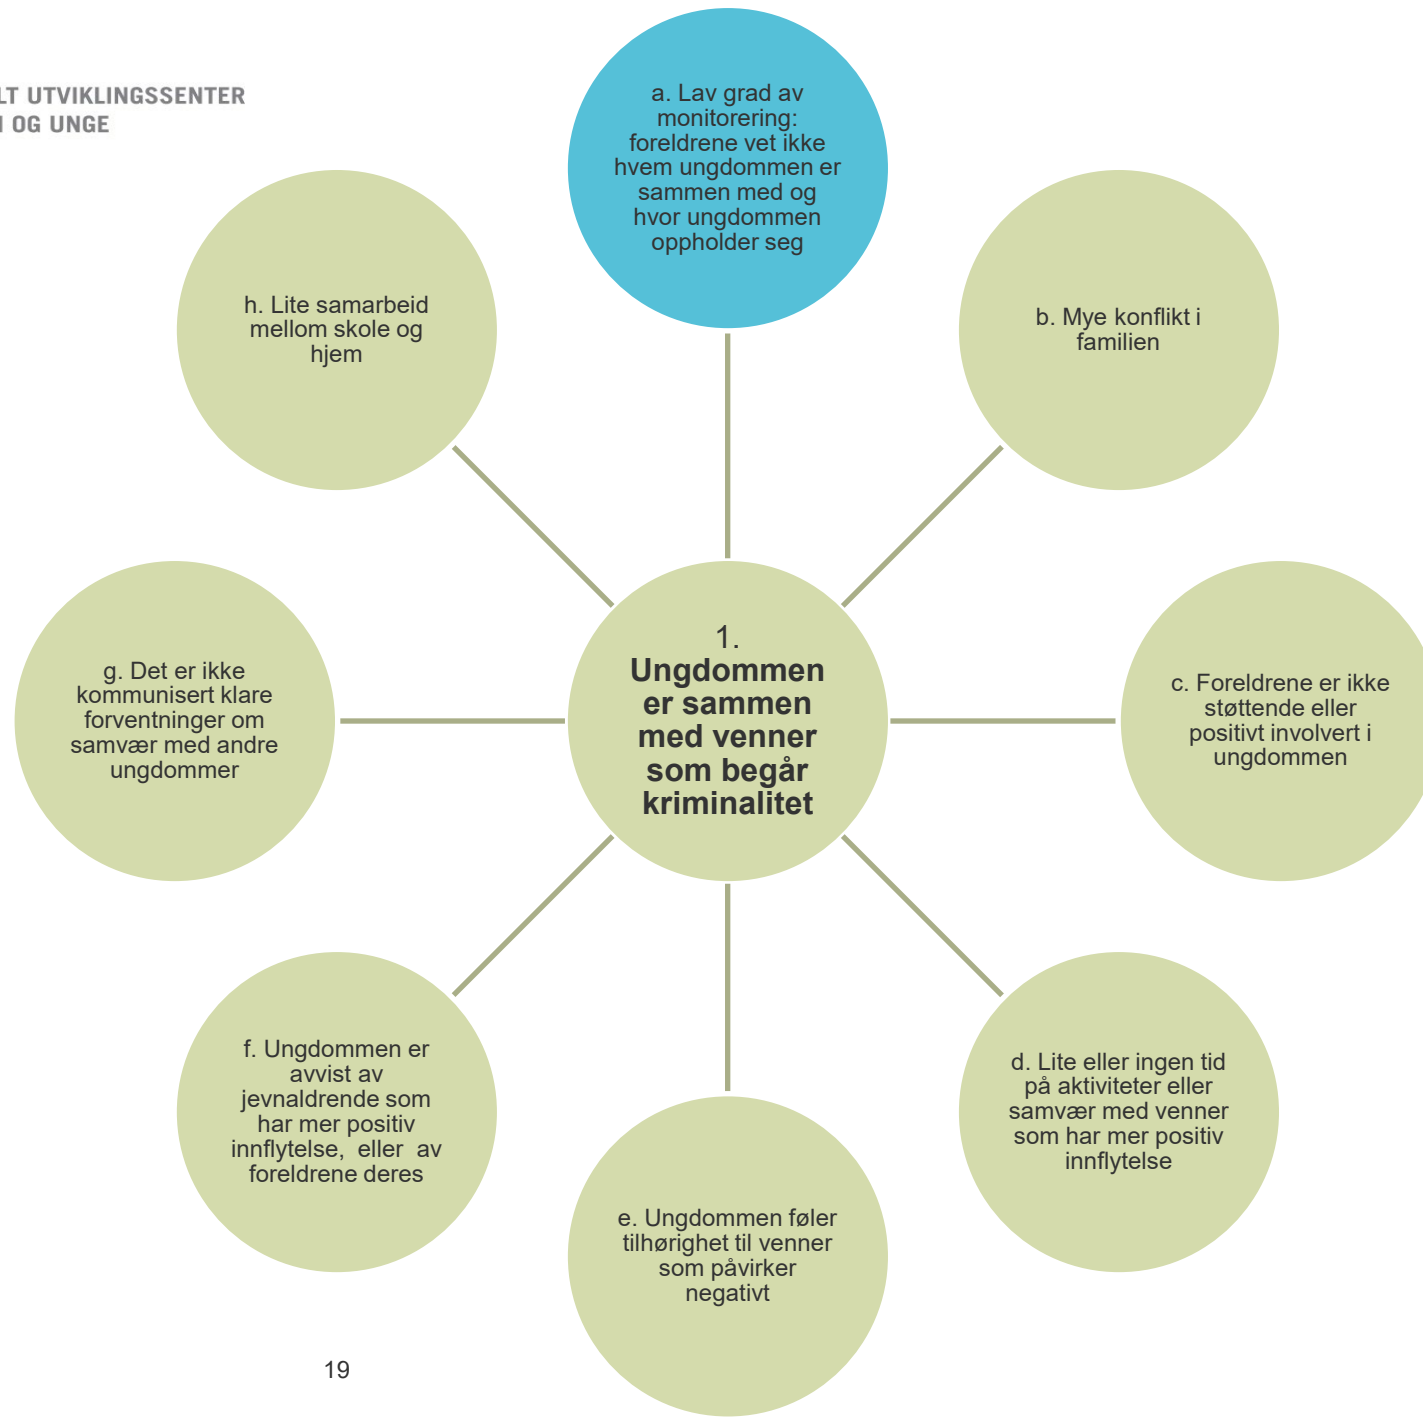 LT UTVIKLINGSSENTER
OG UNGE
a. Lav grad av
monitorering:
foreldrene vet ikke
hvem ungdommen er
sammen med og
hvor ungdommen
oppholder seg
b. Mye konflikt i
familien
c. Foreldrene er ikke
støttende eller
positivt involvert i
ungdommen
d. Lite eller ingen tid
på aktiviteter eller
samvær med venner
som har mer positiv
innflytelse
e. Ungdommen føler
tilhørighet til venner
som påvirker
negativt
f. Ungdommen er
avvist av
jevnaldrende som
har mer positiv
innflytelse, eller av
foreldrene deres
g. Det er ikke
kommunisert klare
forventninger om
samvær med andre
ungdommer
h. Lite samarbeid
mellom skole og
hjem
1.
Ungdommen
er sammen
med venner
som begår
kriminalitet
19